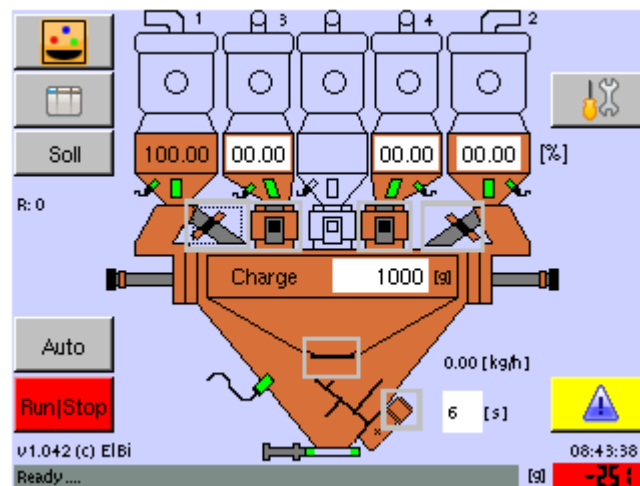 1 3 4 2
Soll
100.00 00.00 00.00 00.00 [%]
R: 0
Charge 1000 [g]
Auto
0.00 [kg/h]
Run|Stop
6 [s]
v1.042 (c) ElBi
08:43:38
Ready....
[g] -251